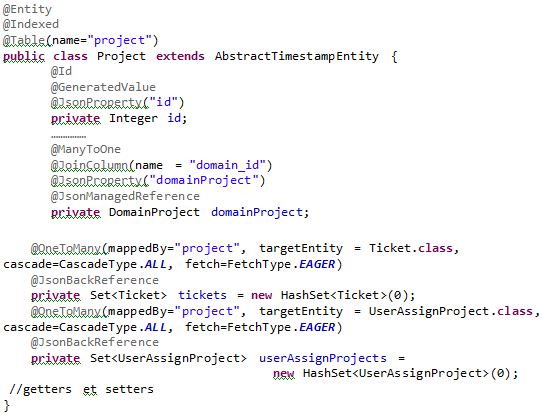 @Entity
@Indexed
@Table(name="project")
public class Project extends AbstractTimestampEntity {
@Id
@GeneratedValue
@JsonProperty("id")
private Integer id;
……………
@ManyToOne
@JoinColumn(name = "domain_id")
@JsonProperty("domainProject")
@JsonManagedReference
private DomainProject domainProject;
@OneToMany(mappedBy="project", targetEntity = Ticket.class,
cascade=CascadeType.ALL, fetch=FetchType.EAGER)
@JsonBackReference
private Set<Ticket> tickets = new HashSet<Ticket>(0);
@OneToMany(mappedBy="project", targetEntity = UserAssignProject.class,
cascade=CascadeType.ALL, fetch=FetchType.EAGER)
@JsonBackReference
private Set<UserAssignProject> userAssignProjects =
new HashSet<UserAssignProject>(0);
//getters et setters
}